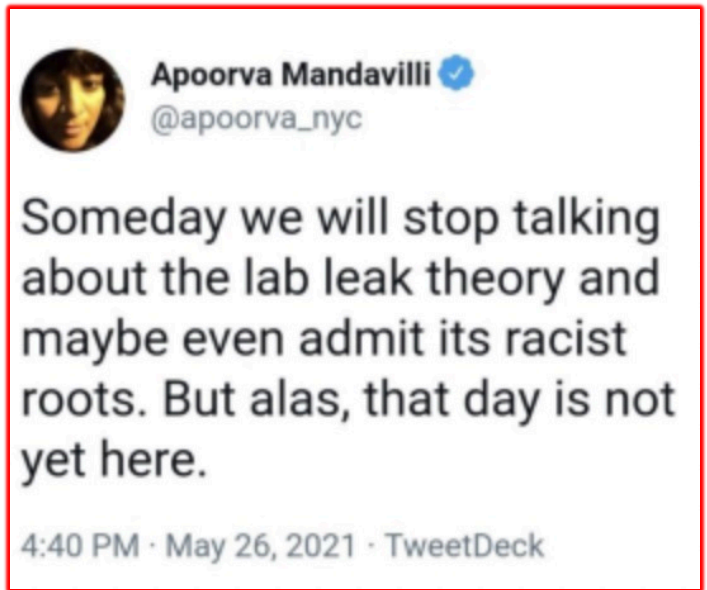 Apoorva Mandavilli
@apoorva_nyc
Someday we will stop talking
about the lab leak theory and
maybe even admit its racist
roots. But alas, that day is not
yet here.
4:40 PM · May 26, 2021 · TweetDeck